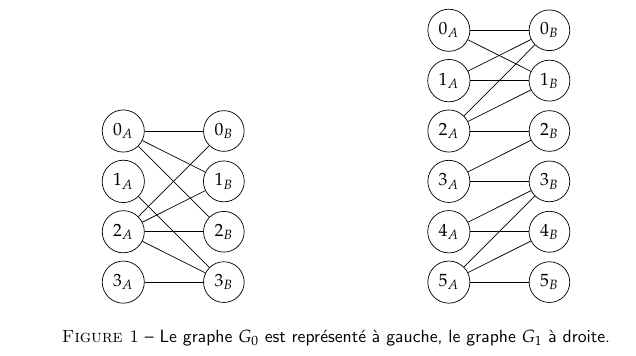 0_A 0_B
0_A 0_B 1_A 1_B
1_A 1_B 2_A 2_B
2_A 2_B 3_A 3_B
3_A 3_B 4_A 4_B
5_A 5_B
FIGURE 1 – Le graphe G_0 est représenté à gauche, le graphe G_1 à droite.